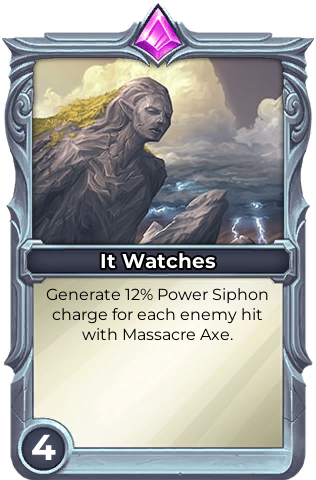 It Watches
Generate 12% Power Siphon
charge for each enemy hit
with Massacre Axe.
4